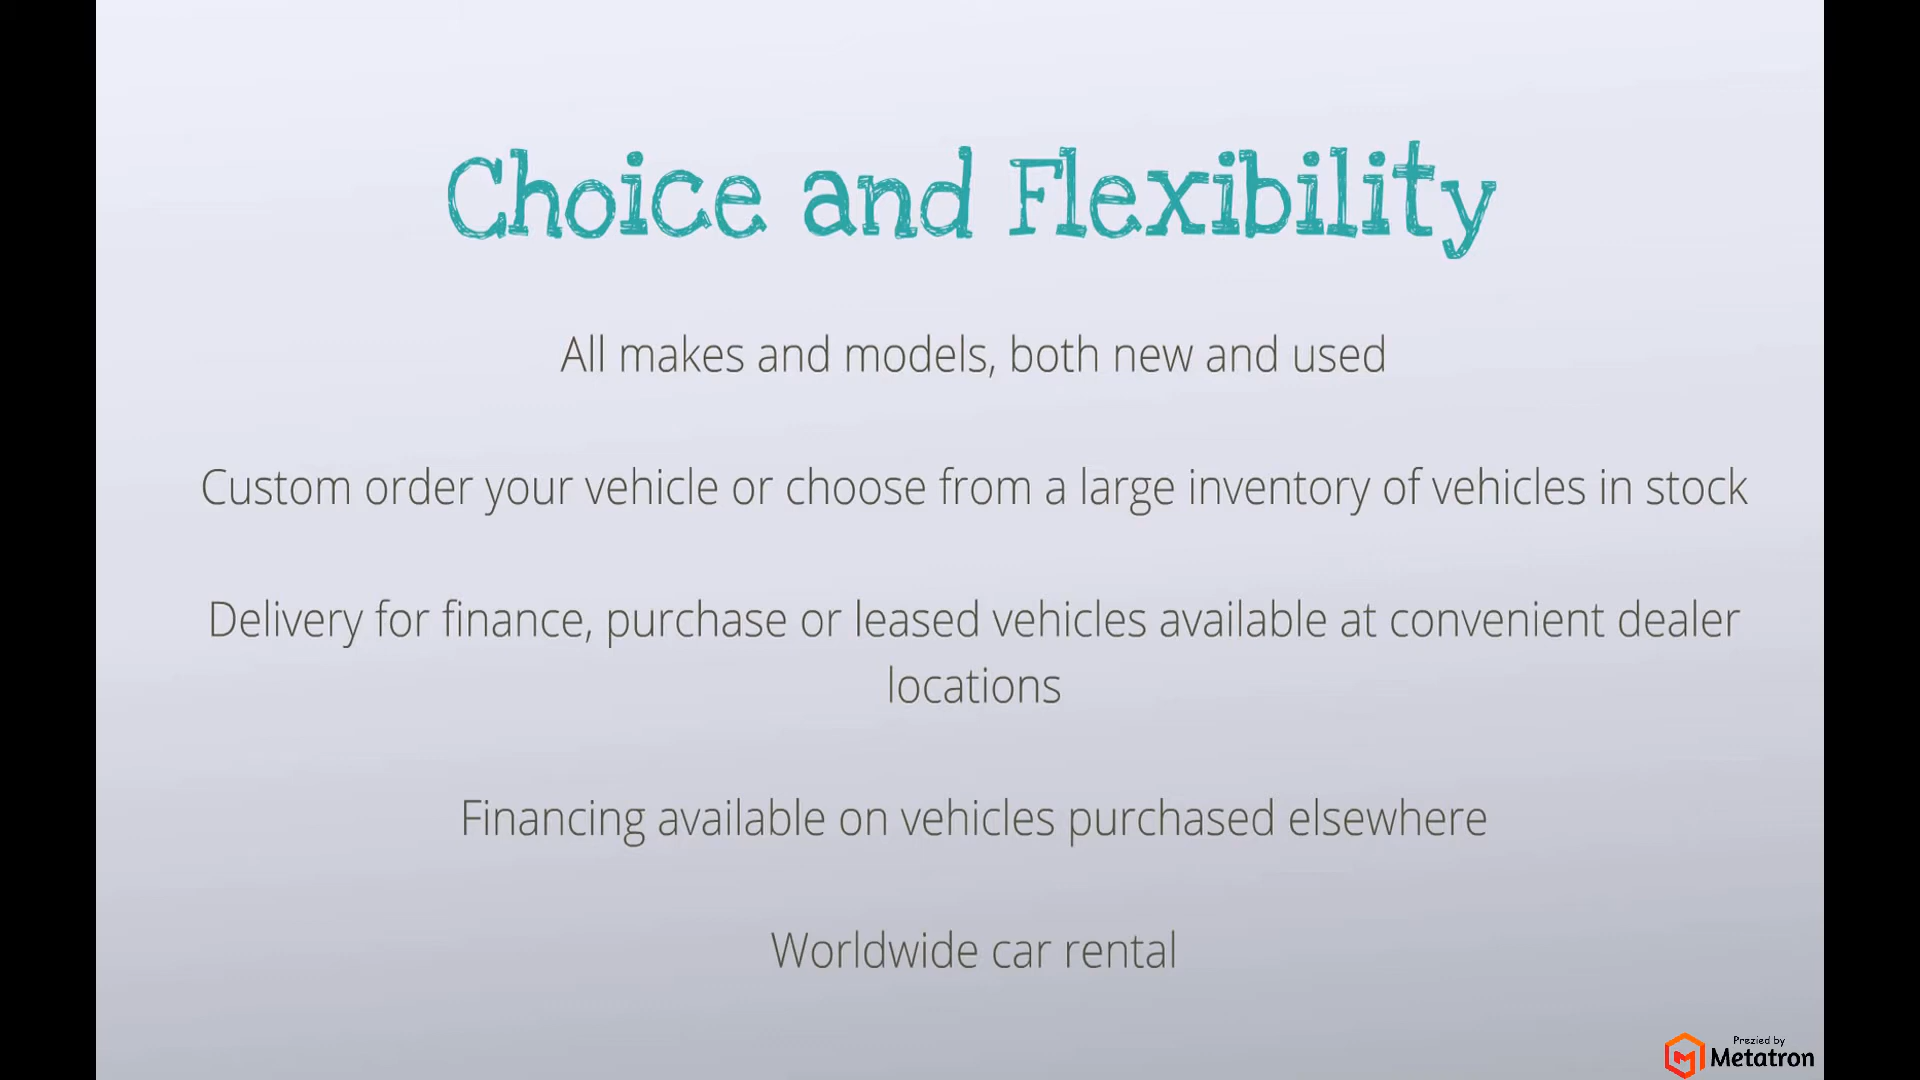 Choice and Flexibility
All makes and models, both new and used
Custom order your vehicle or choose from a large inventory of vehicles in stock
Delivery for finance, purchase or leased vehicles available at convenient dealer
locations
Financing available on vehicles purchased elsewhere
Worldwide car rental
Prezied by
Metatron